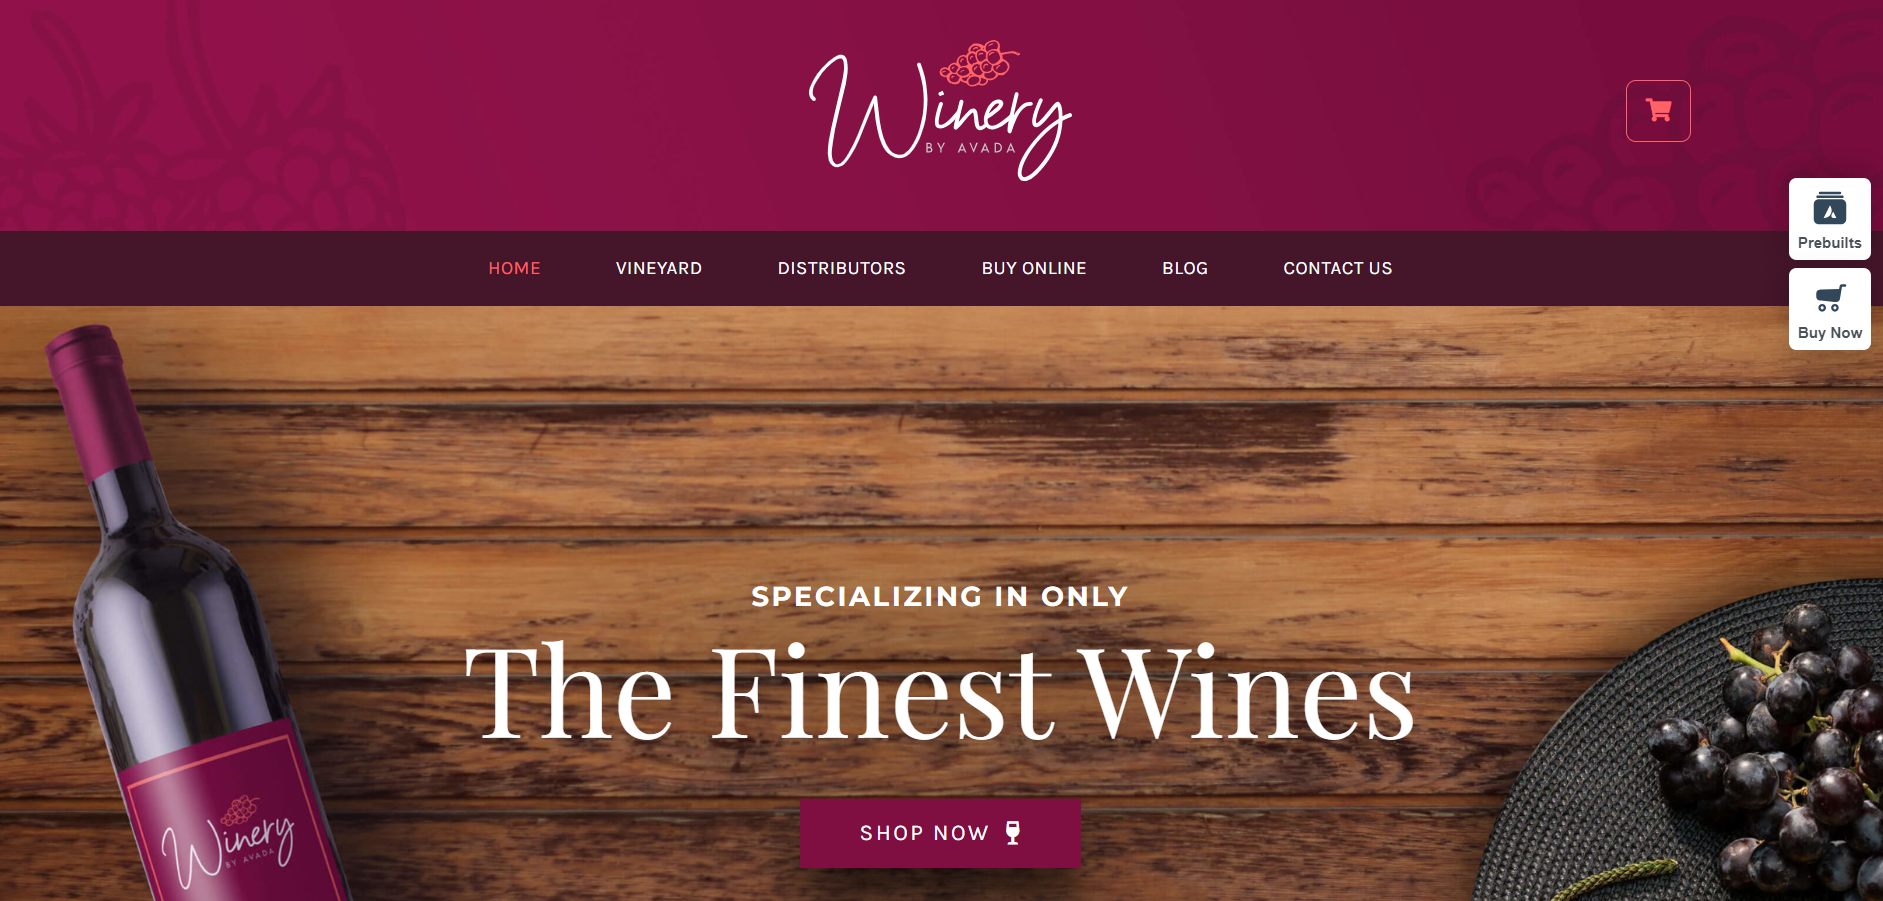 Winery
BY AVADA
Prebuilts
Buy Now
HOME
VINEYARD
DISTRIBUTORS
BUY ONLINE
BLOG
CONTACT US
SPECIALIZING IN ONLY
The Finest Wines
SHOP NOW
Winery
BY AVADA